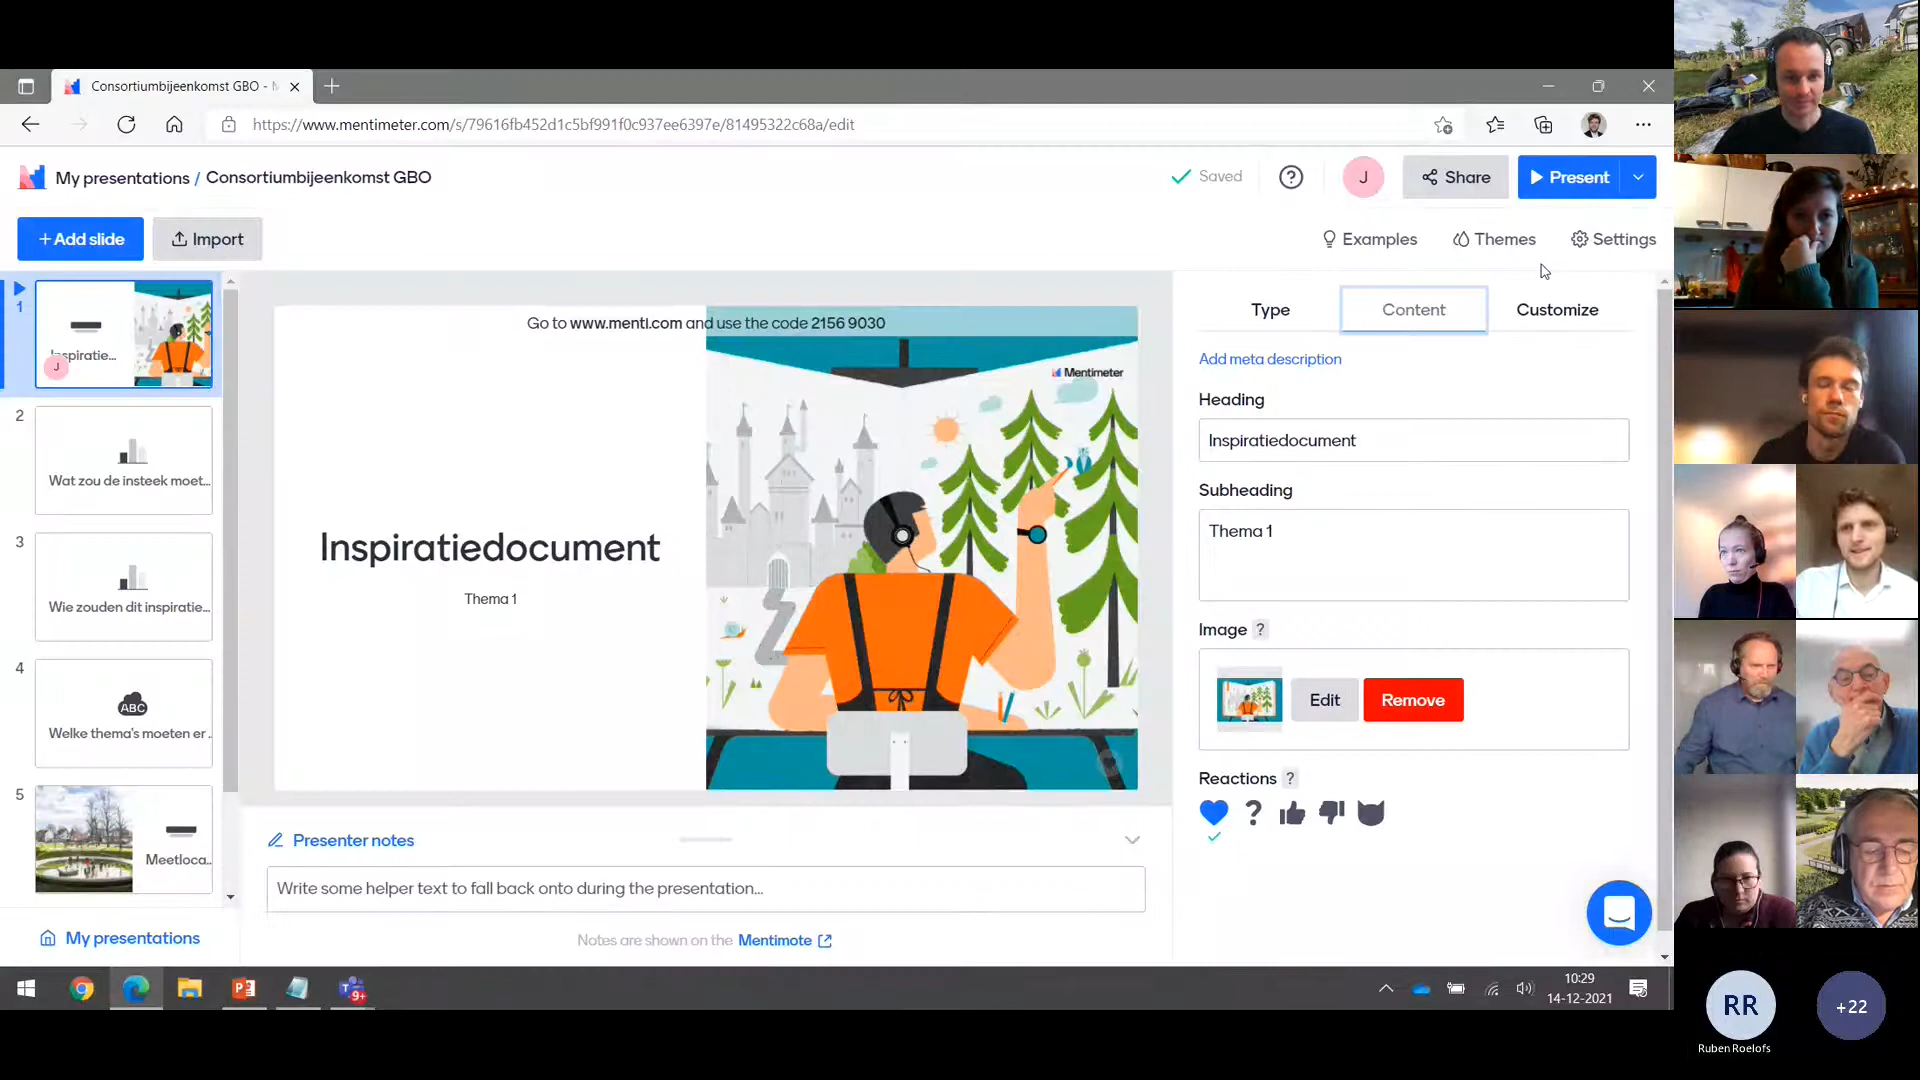 Consortiumbijeenkomst GBO - M
https://www.mentimeter.com/s/79616fb452d1c5bf991f0c937ee6397e/81495322c68a/edit
My presentations / Consortiumbijeenkomst GBO
Saved
?
J
Share
Present
+ Add slide
Import
Examples
Themes
Settings
1
Inspiratie...
J
2
Wat zou de insteek moet...
3
Wie zouden dit inspiratie...
4
ABC
Welke thema's moeten er .
5
Meetloca..
My presentations
Go to www.menti.com and use the code 2156 9030
Mentimeter
Inspiratiedocument
Thema 1
Presenter notes
Write some helper text to fall back onto during the presentation...
Notes are shown on the Mentimote
Type
Content
Customize
Add meta description
Heading
Inspiratiedocument
Subheading
Thema 1
Image ?
Edit
Remove
Reactions ?
?
9+
10:29
14-12-2021
RR
Ruben Roelofs
+22